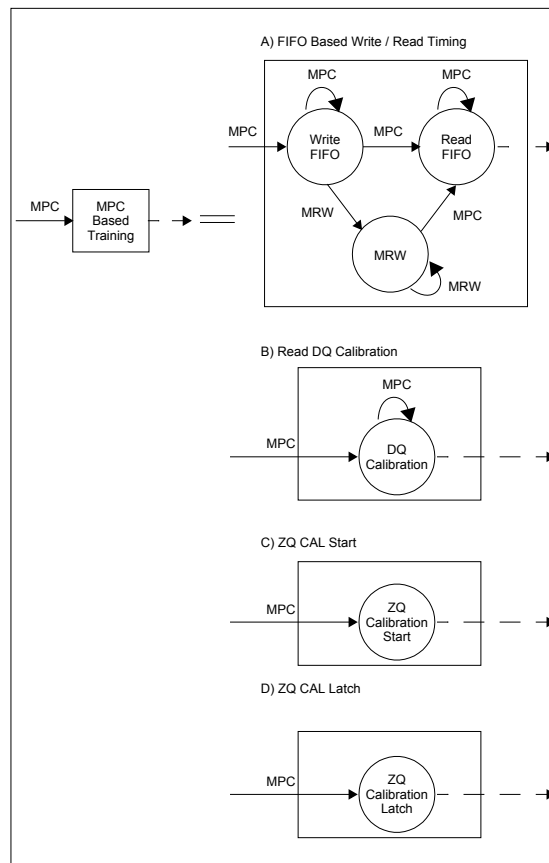 A) FIFO Based Write / Read Timing
MPC
MPC
MPC
Write
FIFO
MPC
Read
FIFO
MPC
MPC
Based
Training
MRW
MPC
MRW
MRW
B) Read DQ Calibration
MPC
MPC
DQ
Calibration
C) ZQ CAL Start
MPC
ZQ
Calibration
Start
D) ZQ CAL Latch
MPC
ZQ
Calibration
Latch